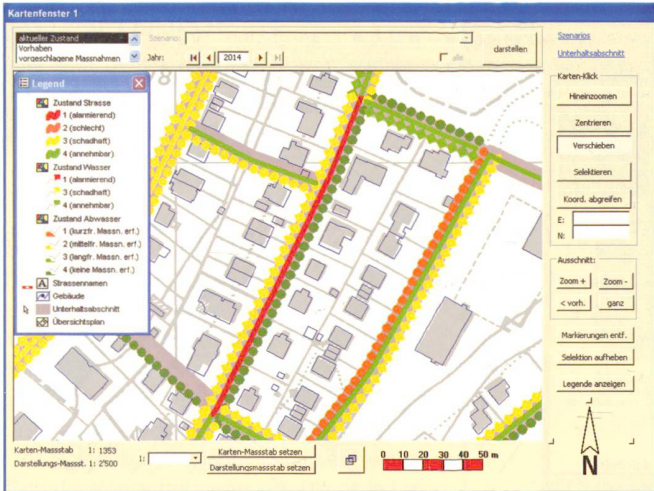 Kartenfenster 1
aktueller Zustand
Vorhaben
vorgeschlagene Massnahmen
Szenario:
Jahr:
2014
alle
darstellen
Szenarios
Unterhaltsabschnitt
Legend
Zustand Strasse
1 (alarmierend)
2 (schlecht)
3 (schadhaft)
4 (annehmbar)
Zustand Wasser
1 (alarmierend)
3 (schadhaft)
4 (annehmbar)
Zustand Abwasser
1 (kurzfr. Massn. erf.)
2 (mittelfr. Massn. erf.)
3 (langfr. Massn. erf.)
4 (keine Massn. erf.)
A Strassennamen
Gebäude
Unterhaltsabschnitt
Übersichtsplan
Karten-Klick
Hineinzoomen
Zentrieren
Verschieben
Selektieren
Koord. abgreifen
E:
N:
Ausschnitt:
Zoom + Zoom -
< vorh. ganz
Markierungen entf.
Selektion aufheben
Legende anzeigen
N
Karten-Massstab 1: 1353
Darstellungs-Massst. 1: 2'500
1:
Karten-Massstab setzen
Darstellungsmassstab setzen
0 10 20 30 40 50 m